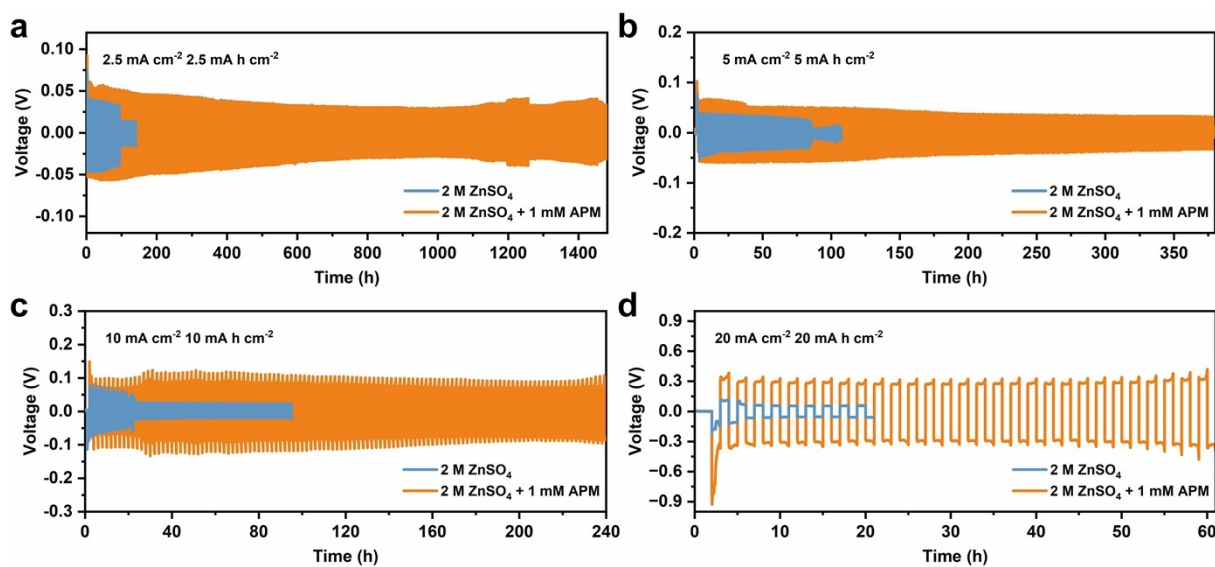 a
2.5 mA cm⁻² 2.5 mA h cm⁻²
0.10
0.05
0.00
-0.05
-0.10
Voltage (V)
2 M ZnSO₄
2 M ZnSO₄ + 1 mM APM
0 200 400 600 800 1000 1200 1400
Time (h)
b
5 mA cm⁻² 5 mA h cm⁻²
0.2
0.1
0.0
-0.1
-0.2
Voltage (V)
2 M ZnSO₄
2 M ZnSO₄ + 1 mM APM
0 50 100 150 200 250 300 350
Time (h)
c
10 mA cm⁻² 10 mA h cm⁻²
0.3
0.2
0.1
0.0
-0.1
-0.2
-0.3
Voltage (V)
2 M ZnSO₄
2 M ZnSO₄ + 1 mM APM
0 40 80 120 160 200 240
Time (h)
d
20 mA cm⁻² 20 mA h cm⁻²
0.9
0.6
0.3
0.0
−0.3
−0.6
−0.9
Voltage (V)
2 M ZnSO₄
2 M ZnSO₄ + 1 mM APM
0 10 20 30 40 50 60
Time (h)